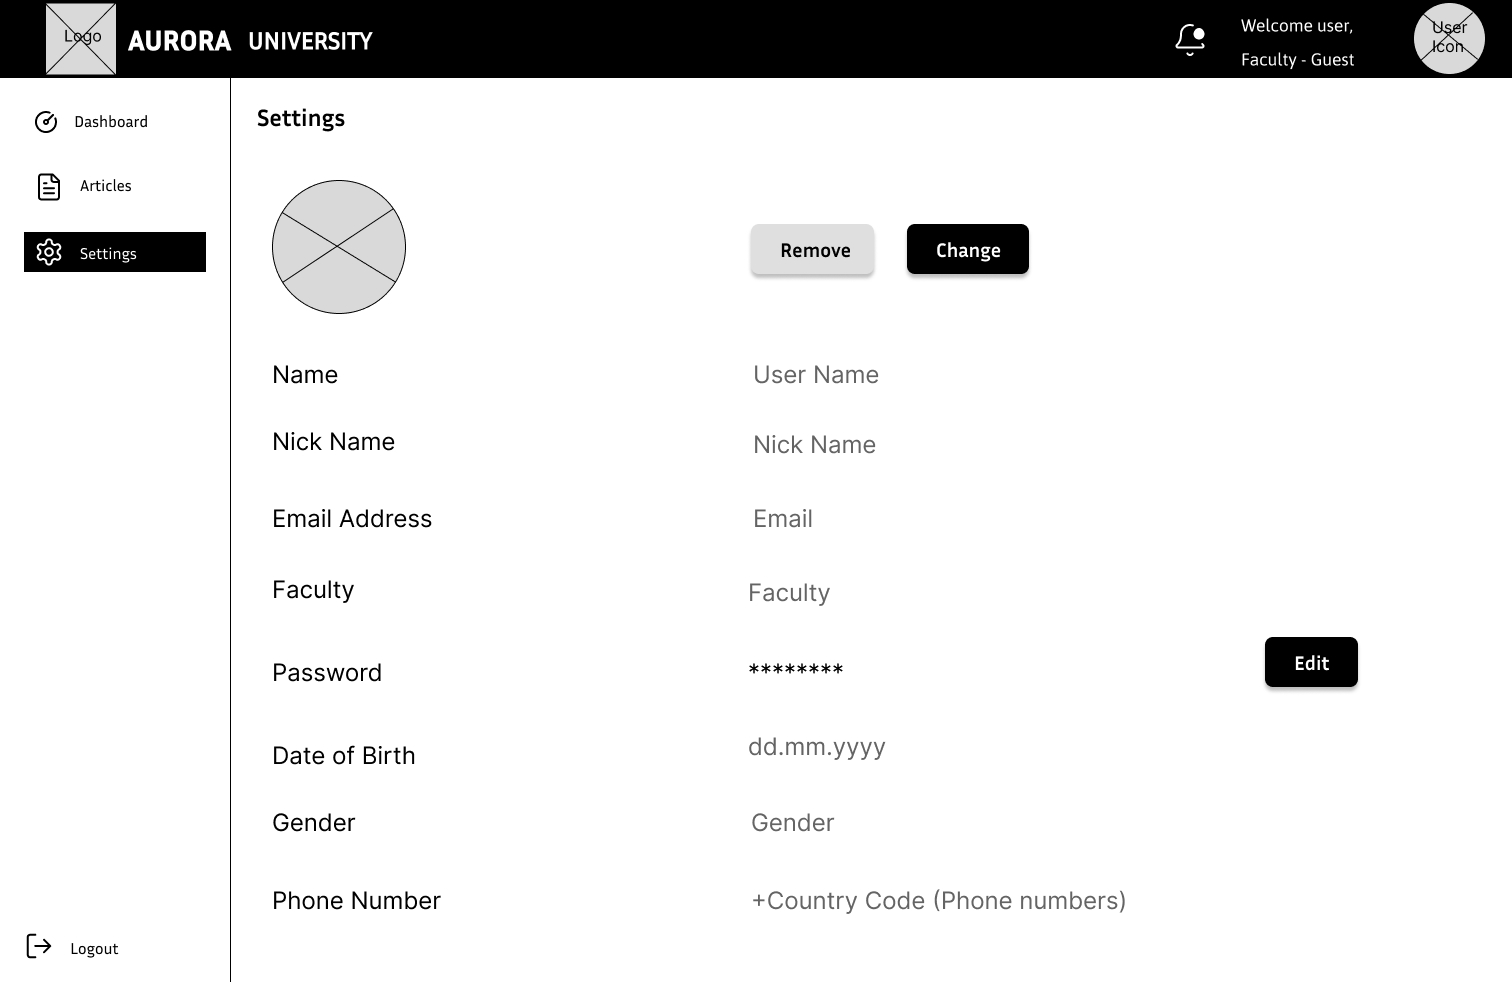 Logo
AURORA UNIVERSITY
Welcome user,
Faculty - Guest
User
Icon
Dashboard
Articles
Settings
Logout
Settings
Remove
Change
Name
User Name
Nick Name
Nick Name
Email Address
Email
Faculty
Faculty
Password
********
Edit
Date of Birth
dd.mm.yyyy
Gender
Gender
Phone Number
+Country Code (Phone numbers)